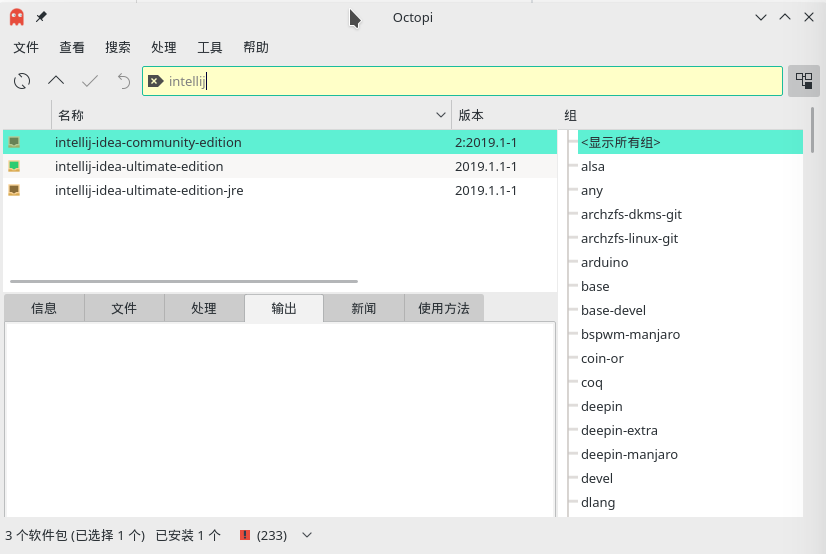 Octopi
文件 查看 搜索 处理 工具 帮助
intellij
名称 版本 组
intellij-idea-community-edition 2:2019.1-1
intellij-idea-ultimate-edition 2019.1.1-1
intellij-idea-ultimate-edition-jre 2019.1.1-1
<显示所有组>
alsa
any
archzfs-dkms-git
archzfs-linux-git
arduino
base
base-devel
bspwm-manjaro
coin-or
coq
deepin
deepin-extra
deepin-manjaro
devel
dlang
信息 文件 处理 输出 新闻 使用方法
3 个软件包 (已选择 1 个) 已安装 1 个 (233)